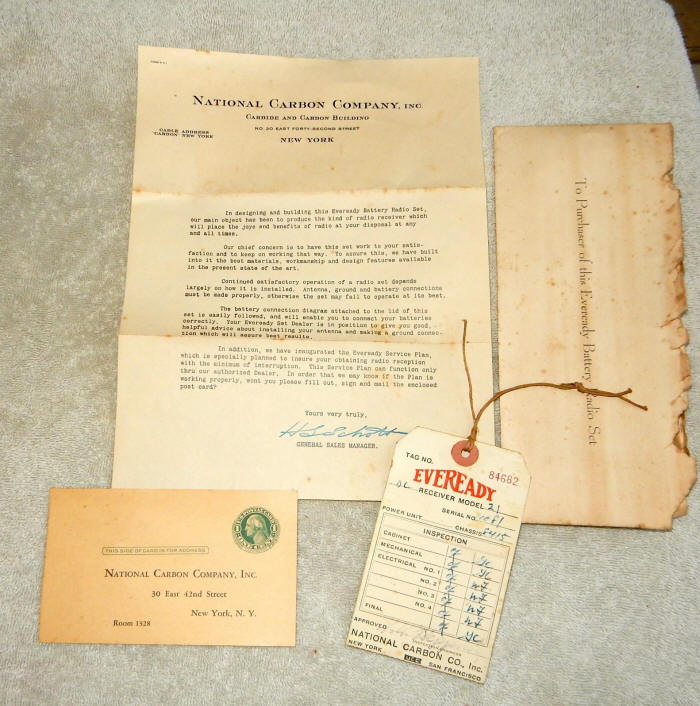 NATIONAL CARBON COMPANY, INC.
CARBIDE AND CARBON BUILDING
NO. 30 EAST FORTY-SECOND STREET
NEW YORK
CABLE ADDRESS
"CARBON" NEW YORK
In designing and building this Eveready Battery Radio Set,
our main object has been to produce the kind of radio receiver which
will place the joys and benefits of radio at your disposal at any
and all times.
Our chief concern is to have this set work to your satis-
faction and to keep on working that way. To assure this, we have built
into it the best materials, workmanship and design features available
in the present state of the art.
Continued satisfactory operation of a radio set depends
largely on how it is installed. Antenna, ground and battery connections
must be made properly, otherwise the set may fail to operate at its best.
The battery connection diagram attached to the lid of this
set is easily followed, and will enable you to connect your batteries
correctly. Your Eveready Set Dealer is in position to give you good,
helpful advice about installing your antenna and making a ground connec-
tion which will assure best results.
In addition, we have inaugurated the Eveready Service Plan,
which is specially planned to insure your obtaining radio reception
with the minimum of interruption. This Service Plan can function only
thru our authorized Dealer. In order that we may know if the Plan is
working properly, wont you please fill out, sign and mail the enclosed
post card?
Yours very truly,
H S Schott
GENERAL SALES MANAGER.
To Purchaser of this Eveready Battery Radio Set
THIS SIDE OF CARD IS FOR ADDRESS
NATIONAL CARBON COMPANY, INC.
30 East 42nd Street
New York, N. Y.
Room 1328
TAG NO. 84682
EVEREADY
RECEIVER MODEL 21
SERIAL NO.
POWER UNIT CHASSIS 8415
INSPECTION
CABINET
MECHANICAL
ELECTRICAL NO. 1
NO. 2
NO. 3
NO. 4
FINAL
APPROVED
NATIONAL CARBON CO., INC.
NEW YORK UCC SAN FRANCISCO